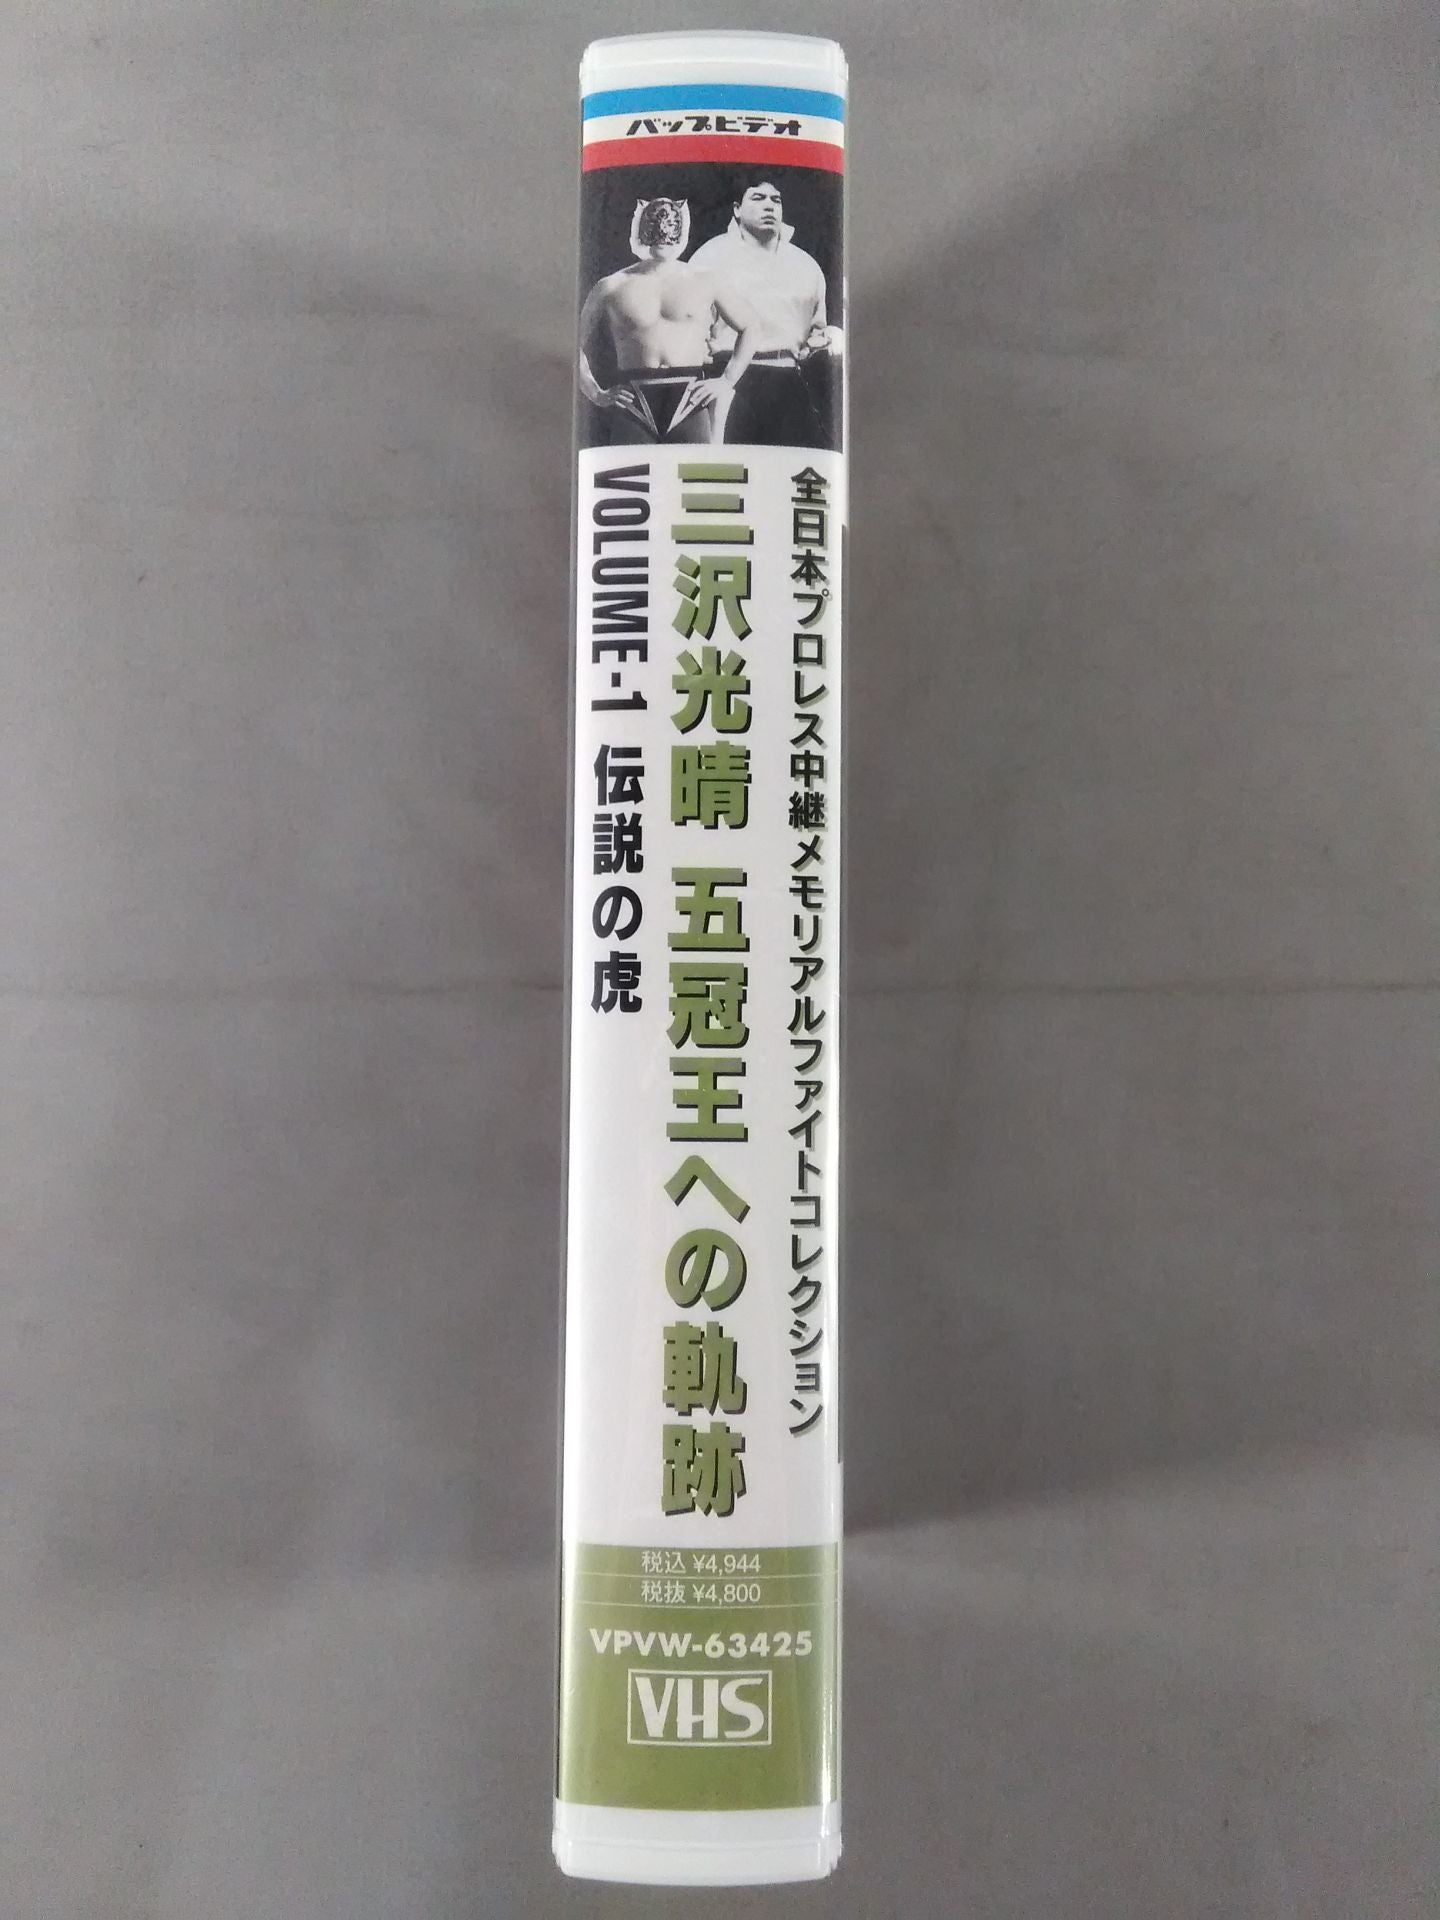 バップビデオ
全日本プロレス中継メモリアルファイトコレクション
三沢光晴 五冠王への軌跡
VOLUME-1 伝説の虎
税込 ¥4,944
税抜 ¥4,800
VPVW-63425
VHS